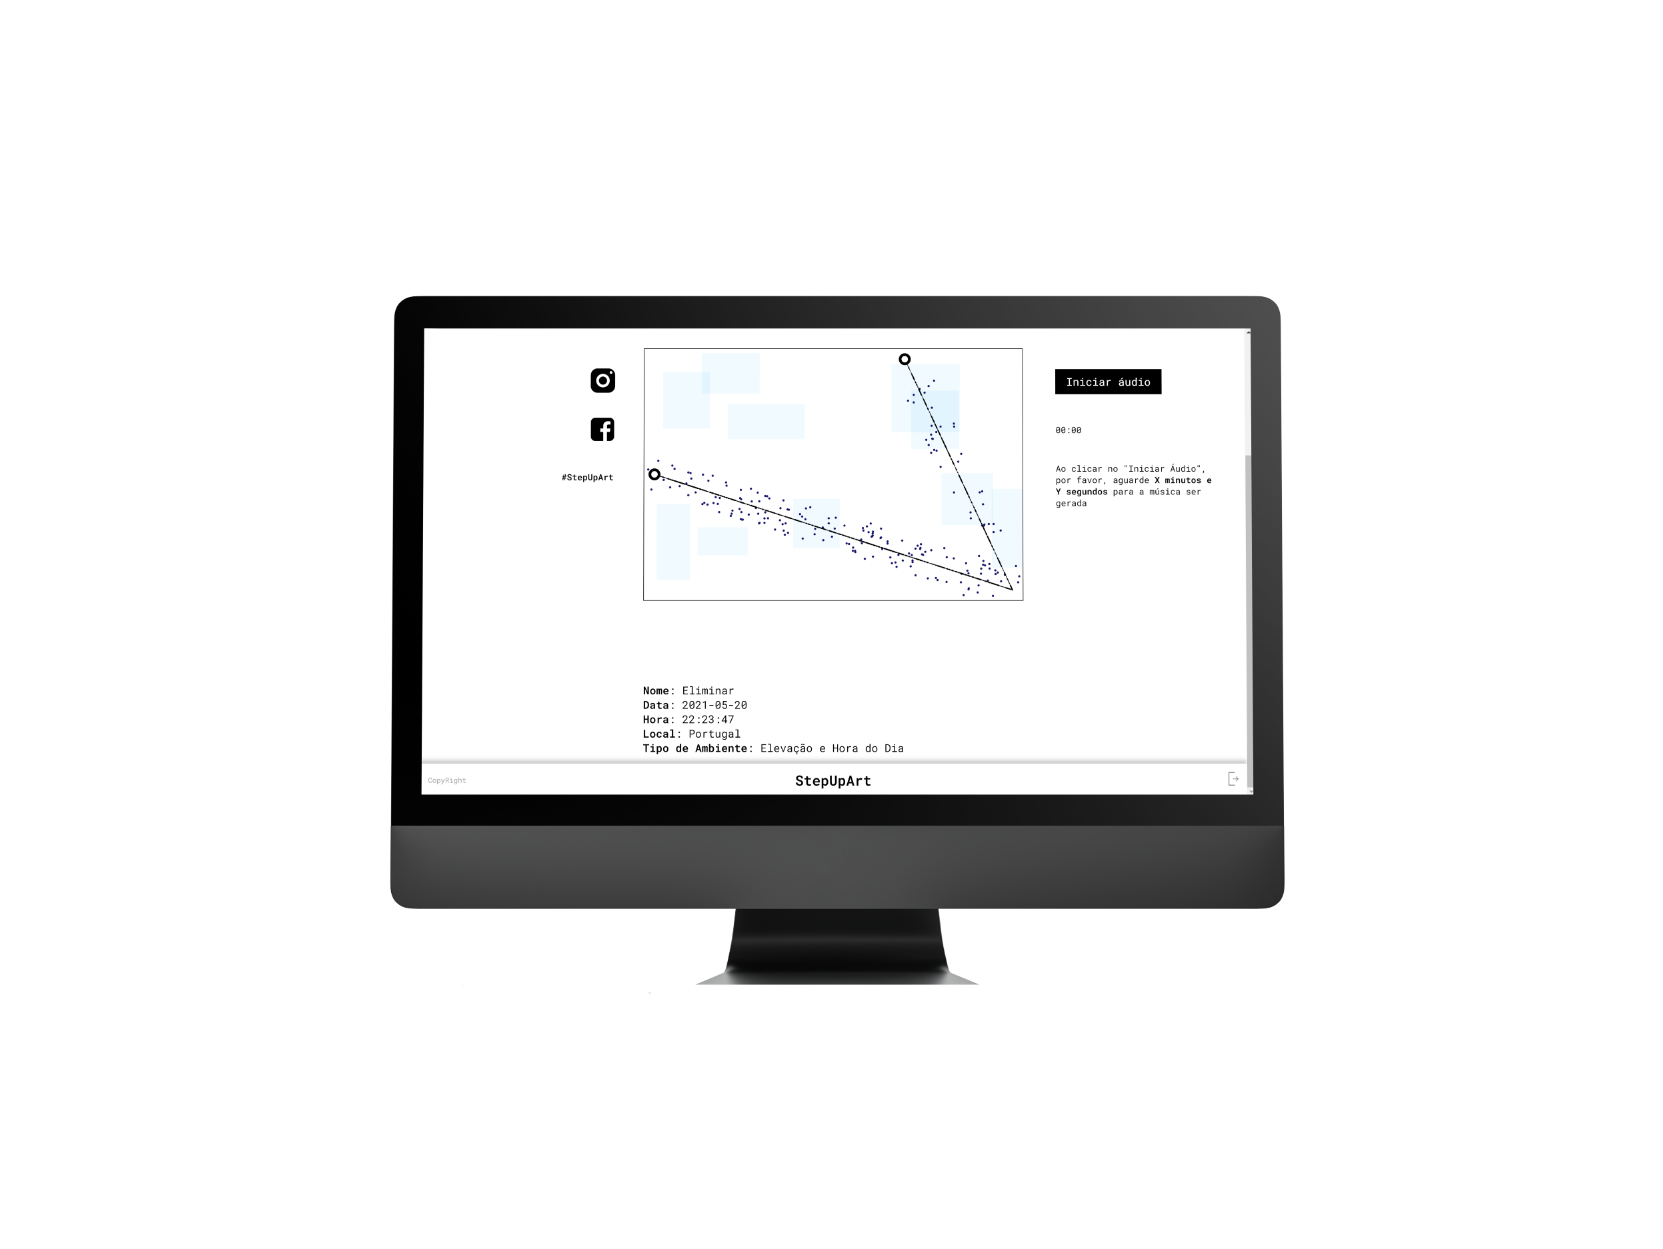 #StepUpArt
Iniciar áudio
00:00
Ao clicar no "Iniciar Áudio",
por favor, aguarde X minutos e
Y segundos para a música ser
gerada
Nome: Eliminar
Data: 2021-05-20
Hora: 22:23:47
Local: Portugal
Tipo de Ambiente: Elevação e Hora do Dia
CopyRight
StepUpArt